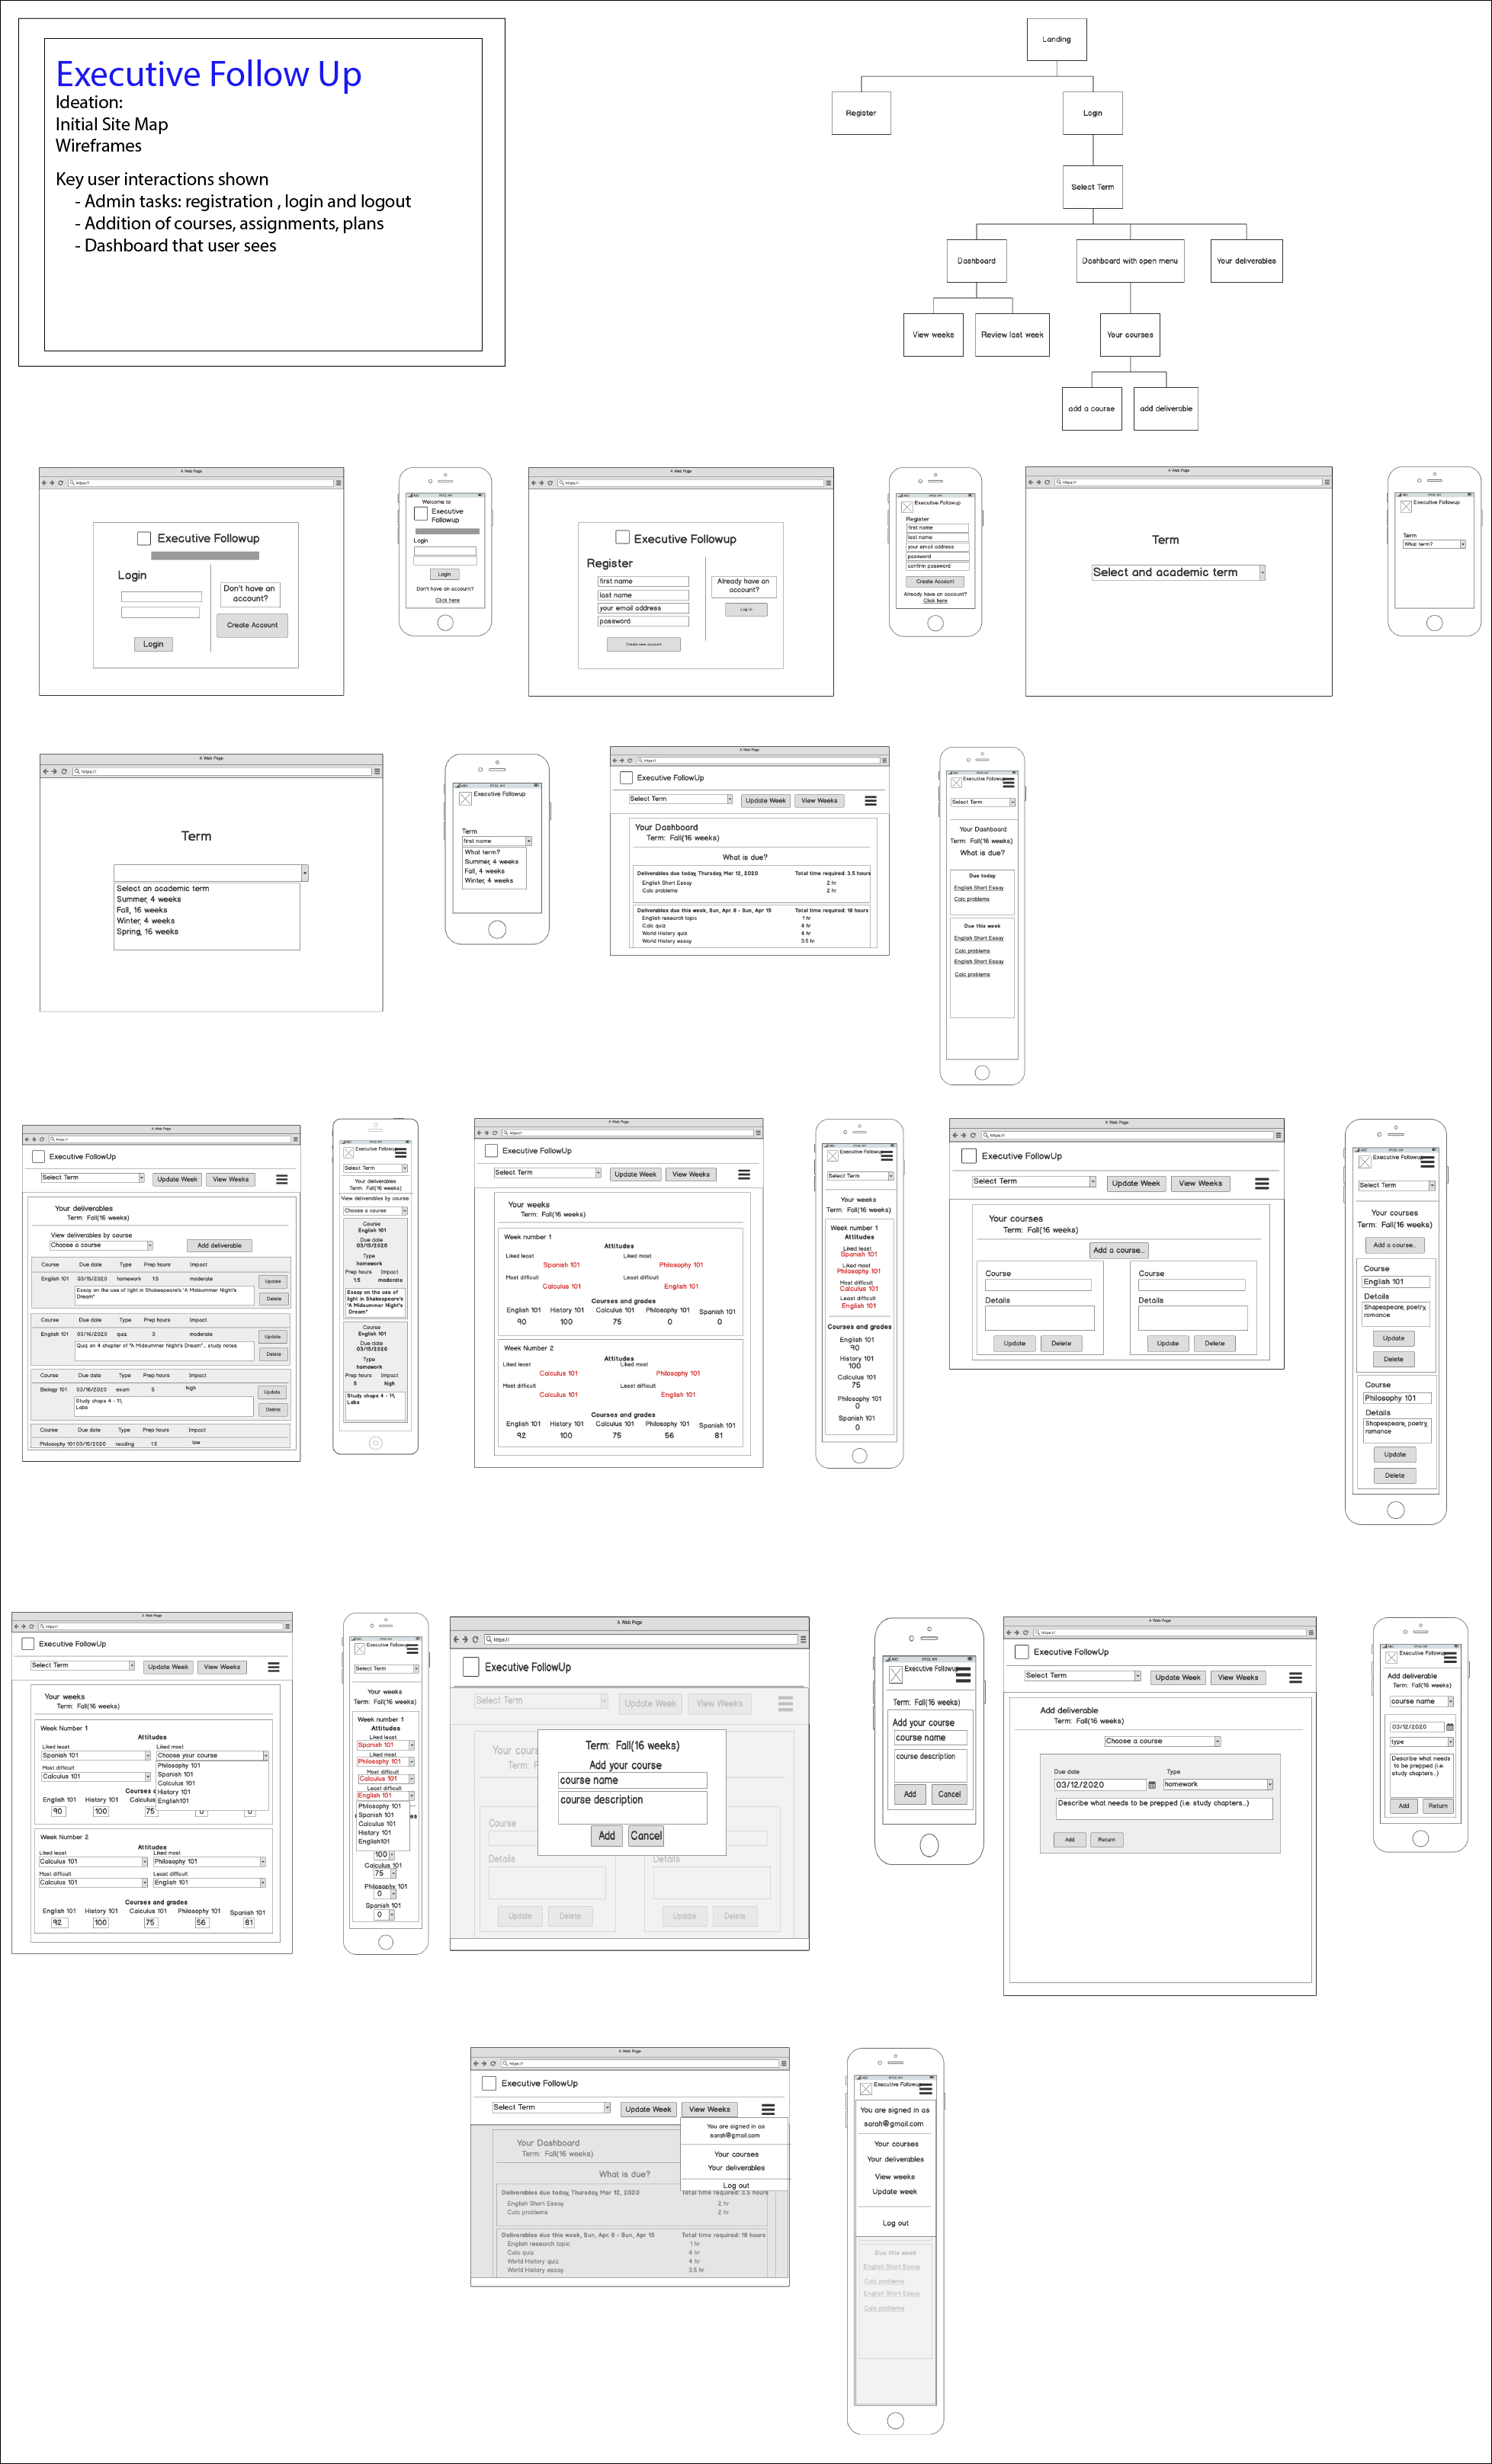 Executive Follow Up
Ideation:
Initial Site Map
Wireframes
Key user interactions shown
- Admin tasks: registration , login and logout
- Addition of courses, assignments, plans
- Dashboard that user sees
Landing
Register
Login
Select Term
Dashboard
Dashboard with open menu
Your deliverables
View weeks
Review last week
Your courses
add a course
add deliverable
A Web Page
https://
Executive Followup
Login
Don't have an
account?
Create Account
Login
ABC 09:02 AM
Welcome to
Executive
Followup
Login
Login
Don't have an account?
Click here
A Web Page
https://
Executive Followup
Register
first name
last name
your email address
password
Create new account
Already have an
account?
Log in
Executive Followup
Register
first name
last name
your email address
password
confirm password
Create Account
Already have an account?
Click here
A Web Page
https://
Term
Select and academic term
Executive Followup
Term
What term?
A Web Page
https://
Term
Select an academic term
Summer, 4 weeks
Fall, 16 weeks
Winter, 4 weeks
Spring, 16 weeks
ABC 09:02 AM
Executive Followup
Term
first name
What term?
Summer, 4 weeks
Fall, 4 weeks
Winter, 4 weeks
A Web Page
https://
Executive FollowUp
Select Term
Update Week
View Weeks
Your Dashboard
Term: Fall(16 weeks)
What is due?
Deliverables due today, Thursday, Mar 12, 2020 Total time required: 3.5 hours
English Short Essay 2 hr
Calc problems 2 hr
Deliverables due this week, Sun, Apr. 8 - Sun, Apr 15 Total time required: 18 hours
English research topic 1 hr
Calc quiz 4 hr
World History quiz 4 hr
World History essay 3.5 hr
Executive Followup
Select Term
Your Dashboard
Term: Fall(16 weeks)
What is due?
Due today
English Short Essay
Calc problems
Due this week
English Short Essay
Calc problems
English Short Essay
Calc problems
A Web Page
https://
Executive FollowUp
Select Term
Update Week
View Weeks
Your deliverables
Term: Fall(16 weeks)
View deliverables by course
Choose a course
Add deliverable
Course Due date Type Prep hours Impact
English 101 03/15/2020 homework 1.5 moderate
Essay on the use of light in Shakespeare's "A Midsummer Night's
Dream"
Update
Delete
Course Due date Type Prep hours Impact
English 101 03/16/2020 quiz 3 moderate
Quiz on 4 chapter of "A Midsummer Night's Dream"... study notes.
Update
Delete
Course Due date Type Prep hours Impact
Biology 101 03/16/2020 exam 5 high
Study chaps 4 - 11,
Labs
Update
Delete
Course Due date Type Prep hours Impact
Philosophy 101 03/15/2020 reading 1.5 low
Executive Followup
Select Term
Your deliverables
Term: Fall(16 weeks)
View deliverables by course
Choose a course
Course
English 101
Due date
03/15/2020
Type
homework
Prep hours Impact
1.5 moderate
Essay on the use of
light in Shakespeare's
"A Midsummer Night's
Dream"
Course
English 101
Due date
03/15/2020
Type
homework
Prep hours Impact
5 high
Study chaps 4 - 11,
Labs
A Web Page
https://
Executive FollowUp
Select Term
Update Week
View Weeks
Your weeks
Term: Fall(16 weeks)
Week number 1
Attitudes
Liked least Liked most
Spanish 101 Philosophy 101
Most difficult Least difficult
Calculus 101 English 101
Courses and grades
English 101 History 101 Calculus 101 Philosophy 101 Spanish 101
90 100 75 0 0
Week Number 2
Attitudes
Liked least Liked most
Calculus 101 Philosophy 101
Most difficult Least difficult
Calculus 101 English 101
Courses and grades
English 101 History 101 Calculus 101 Philosophy 101 Spanish 101
92 100 75 56 81
Executive Followup
Select Term
Your weeks
Term: Fall(16 weeks)
Week number 1
Attitudes
Liked least
Spanish 101
Liked most
Philosophy 101
Most difficult
Calculus 101
Least difficult
English 101
Courses and grades
English 101
90
History 101
100
Calculus 101
75
Philosophy 101
0
Spanish 101
0
A Web Page
https://
Executive FollowUp
Select Term
Update Week
View Weeks
Your courses
Term: Fall(16 weeks)
Add a course...
Course
Details
Update
Delete
Course
Details
Update
Delete
Executive Followup
Select Term
Your courses
Term: Fall(16 weeks)
Add a course...
Course
English 101
Details
Shapespeare, poetry,
romance
Update
Delete
Course
Philosophy 101
Details
Shapespeare, poetry,
romance
Update
Delete
A Web Page
https://
Executive FollowUp
Select Term
Update Week
View Weeks
Your weeks
Term: Fall(16 weeks)
Week Number 1
Attitudes
Liked least Liked most
Spanish 101 Choose your course
Most difficult
Calculus 101
Philosophy 101
Spanish 101
Calculus 101
History 101
English101
Courses
English 101 History 101 Calculus
90 100 75 0 0
Week Number 2
Attitudes
Liked least Liked most
Calculus 101 Philosophy 101
Most difficult Least difficult
Calculus 101 English 101
Courses and grades
English 101 History 101 Calculus 101 Philosophy 101 Spanish 101
92 100 75 56 81
Executive Followup
Select Term
Your weeks
Term: Fall(16 weeks)
Week number 1
Attitudes
Liked least
Spanish 101
Liked most
Philosophy 101
Most difficult
Calculus 101
Least difficult
English 101
Philosophy 101
Spanish 101
Calculus 101
History 101
English101
100
Calculus 101
75
Philosophy 101
0
Spanish 101
0
A Web Page
https://
Executive FollowUp
Select Term
Update Week
View Weeks
Your cours
Term: F
Term: Fall(16 weeks)
Add your course
course name
course description
Add
Cancel
Course
Details
Details
Update
Delete
Update
Delete
ABC 09:02 AM
Executive Followup
Term: Fall(16 weeks)
Add your course
course name
course description
Add
Cancel
A Web Page
https://
Executive FollowUp
Select Term
Update Week
View Weeks
Add deliverable
Term: Fall(16 weeks)
Choose a course
Due date Type
03/12/2020 homework
Describe what needs to be prepped (i.e. study chapters...)
Add
Return
Executive Followup
Add deliverable
Term: Fall(16 weeks)
course name
03/12/2020
type
Describe what needs
to be prepped (i.e.
study chapters...)
Add
Return
A Web Page
https://
Executive FollowUp
Select Term
Update Week
View Weeks
You are signed in as
sarah@gmail.com
Your courses
Your deliverables
Log out
Your Dashboard
Term: Fall(16 weeks)
What is due?
Deliverables due today, Thursday, Mar 12, 2020 Total time required: 3.5 hours
English Short Essay 2 hr
Calc problems 2 hr
Deliverables due this week, Sun, Apr. 8 - Sun, Apr 15 Total time required: 18 hours
English research topic 1 hr
Calc quiz 4 hr
World History quiz 4 hr
World History essay 3.5 hr
Executive Followup
You are signed in as
sarah@gmail.com
Your courses
Your deliverables
View weeks
Update week
Log out
Due this week
English Short Essay
Calc problems
English Short Essay
Calc problems